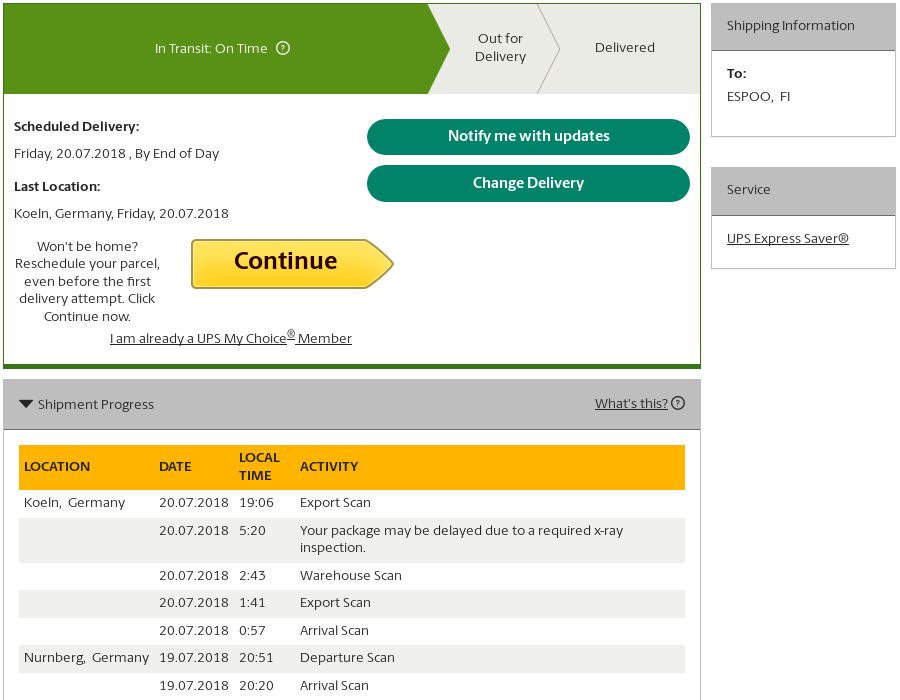 In Transit: On Time ?
Out for
Delivery
Delivered
Scheduled Delivery:
Friday, 20.07.2018 , By End of Day
Last Location:
Koeln, Germany, Friday, 20.07.2018
Notify me with updates
Change Delivery
Won't be home?
Reschedule your parcel,
even before the first
delivery attempt. Click
Continue now.
Continue
I am already a UPS My Choice® Member
Shipping Information
To:
ESPOO, FI
Service
UPS Express Saver®
Shipment Progress
What's this? ?
LOCATION DATE LOCAL TIME ACTIVITY
Koeln, Germany 20.07.2018 19:06 Export Scan
20.07.2018 5:20 Your package may be delayed due to a required x-ray
inspection.
20.07.2018 2:43 Warehouse Scan
20.07.2018 1:41 Export Scan
20.07.2018 0:57 Arrival Scan
Nurnberg, Germany 19.07.2018 20:51 Departure Scan
19.07.2018 20:20 Arrival Scan